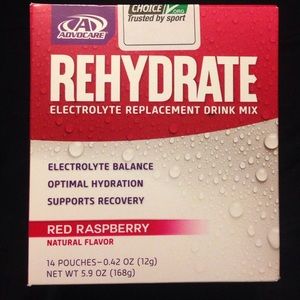 CHOICE
.ORG
Trusted by sport
ADVOCARE®
REHYDRATE
ELECTROLYTE REPLACEMENT DRINK MIX
ELECTROLYTE BALANCE
OPTIMAL HYDRATION
SUPPORTS RECOVERY
RED RASPBERRY
NATURAL FLAVOR
14 POUCHES–0.42 OZ (12g)
NET WT 5.9 OZ (168g)